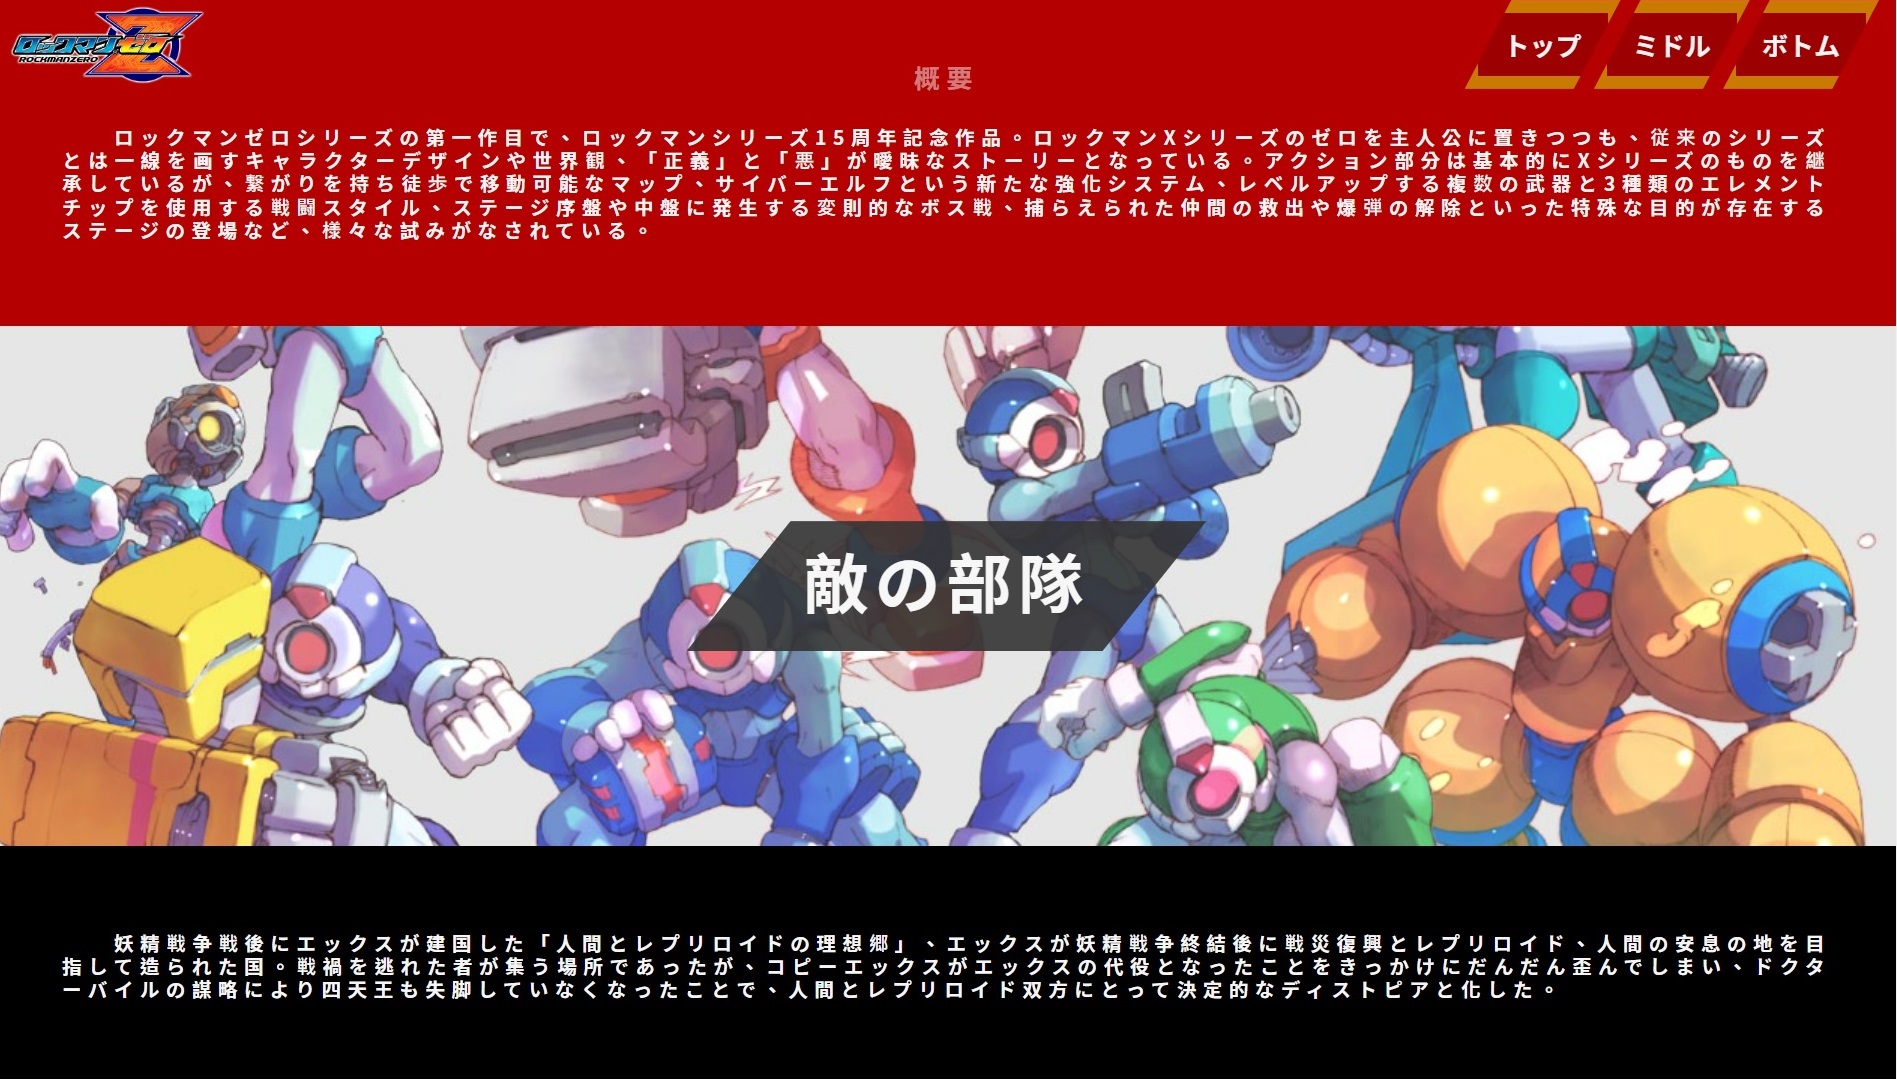 ロックマンゼロ
ROCKMANZERO
トップ
ミドル
ボトム
概要
ロックマンゼロシリーズの第一作目で、ロックマンシリーズ15周年記念作品。ロックマンXシリーズのゼロを主人公に置きつつも、従来のシリーズ
とは一線を画すキャラクターデザインや世界観、「正義」と「悪」が曖昧なストーリーとなっている。アクション部分は基本的にXシリーズのものを継
承しているが、繋がりを持ち徒歩で移動可能なマップ、サイバーエルフという新たな強化システム、レベルアップする複数の武器と3種類のエレメント
チップを使用する戦闘スタイル、ステージ序盤や中盤に発生する変則的なボス戦、捕らえられた仲間の救出や爆弾の解除といった特殊な目的が存在する
ステージの登場など、様々な試みがなされている。
敵の部隊
妖精戦争戦後にエックスが建国した「人間とレプリロイドの理想郷」、エックスが妖精戦争終結後に戦災復興とレプリロイド、人間の安息の地を目
指して造られた国。戦禍を逃れた者が集う場所であったが、コピーエックスがエックスの代役となったことをきっかけにだんだん歪んでしまい、ドクタ
ーバイルの謀略により四天王も失脚していなくなったことで、人間とレプリロイド双方にとって決定的なディストピアと化した。